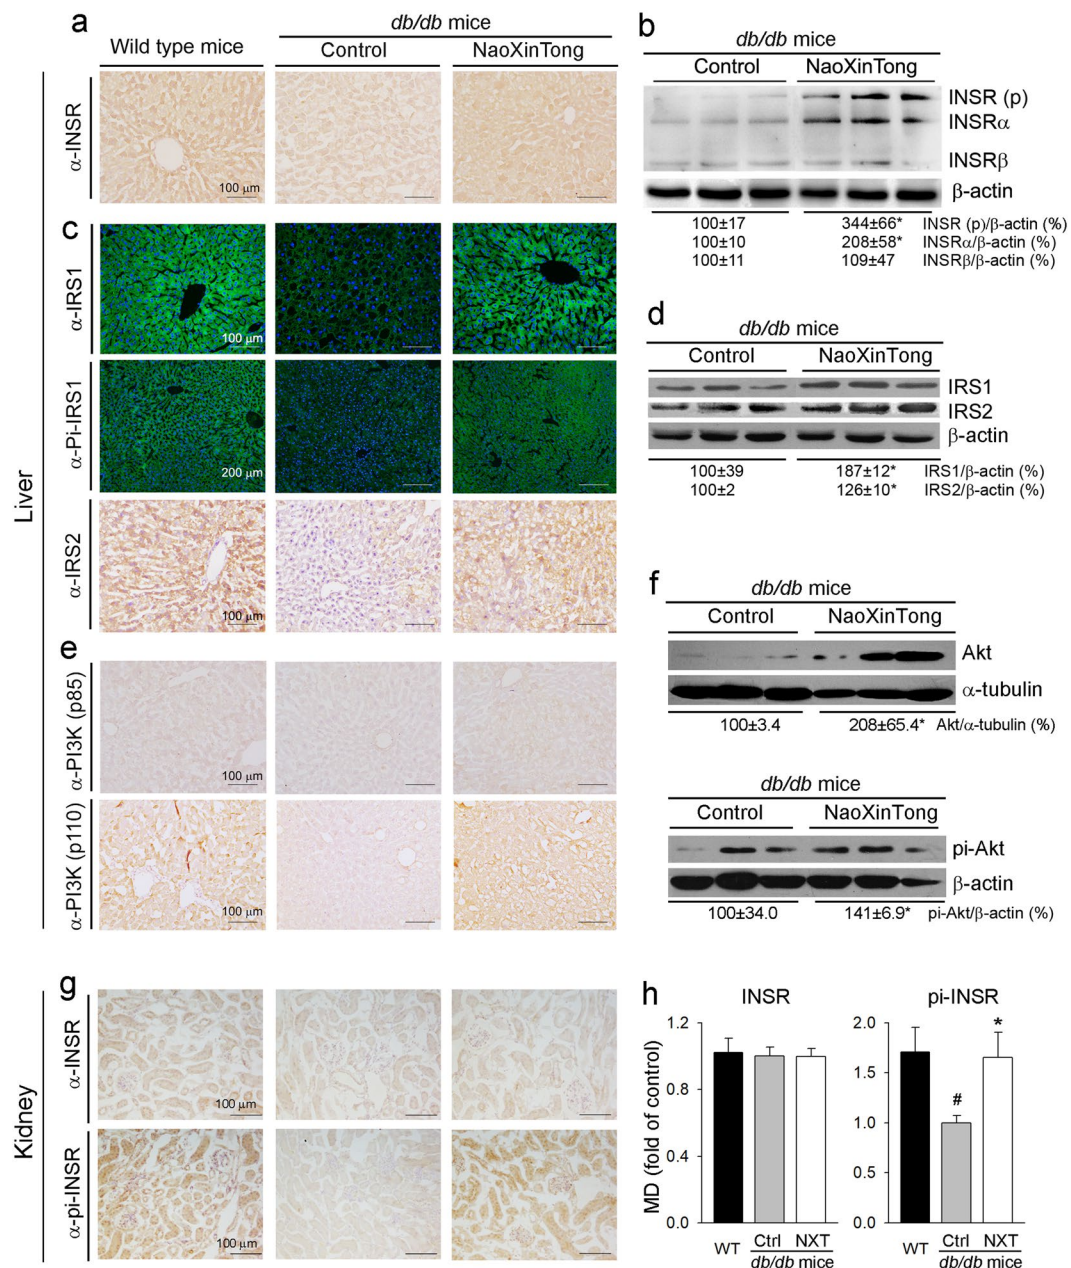 a
db/db mice
Wild type mice
Control
NaoXinTong
Liver
α-INSR
100 μm
b
db/db mice
Control
NaoXinTong
INSR (p)
INSRα
INSRβ
β-actin
100±17 344±66* INSR (p)/β-actin (%)
100±10 208±58* INSRα/β-actin (%)
100±11 109±47 INSRβ/β-actin (%)
c
α-IRS1
100 μm
α-Pi-IRS1
200 μm
α-IRS2
100 μm
d
db/db mice
Control
NaoXinTong
IRS1
IRS2
β-actin
100±39 187±12* IRS1/β-actin (%)
100±2 126±10* IRS2/β-actin (%)
e
α-PI3K (p85)
100 μm
α-PI3K (p110)
100 μm
f
db/db mice
Control
NaoXinTong
Akt
α-tubulin
100±3.4 208±65.4* Akt/α-tubulin (%)
db/db mice
Control
NaoXinTong
pi-Akt
β-actin
100±34.0 141±6.9* pi-Akt/β-actin (%)
g
Kidney
α-INSR
100 μm
α-pi-INSR
100 μm
h
INSR
MD (fold of control)
1.2
0.8
0.4
0.0
WT
Ctrl NXT
db/db mice
pi-INSR
2.0
1.5
1.0
0.5
0.0
#
*
WT
Ctrl NXT
db/db mice